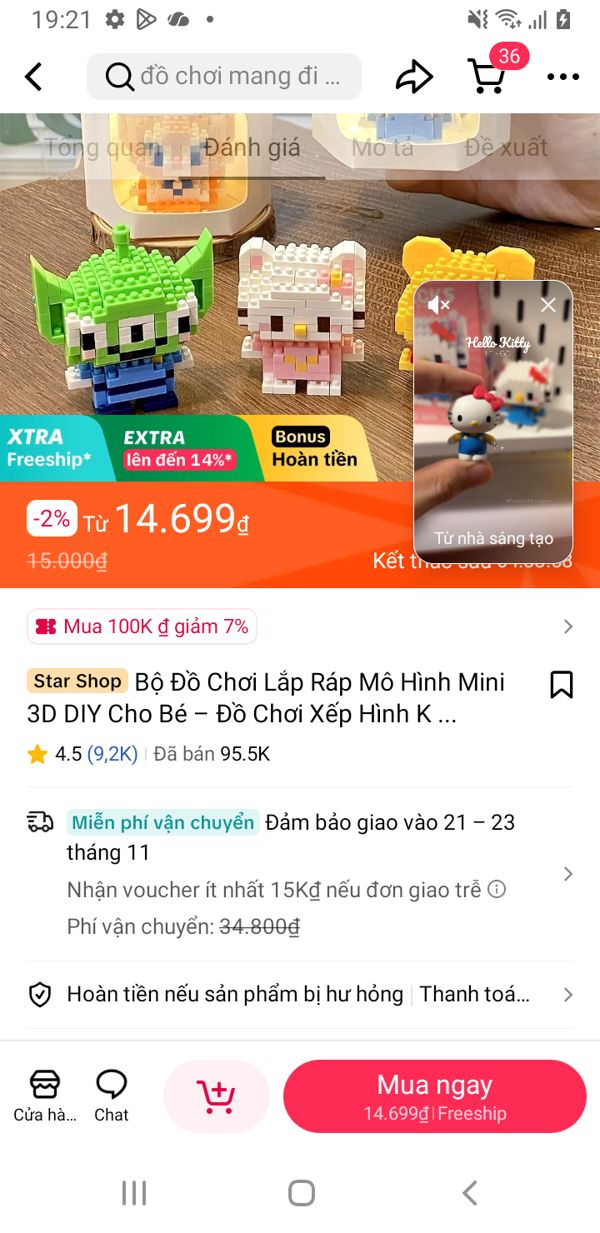 19:21
36
đồ chơi mang đi ...
Tổng quan Đánh giá Mô tả Đề xuất
Hello Kitty
XTRA Freeship*
EXTRA lên đến 14%*
Bonus Hoàn tiền
Từ nhà sáng tạo
-2% Từ 14.699₫
15.000₫
Kết thúc sau
Mua 100K ₫ giảm 7%
Star Shop Bộ Đồ Chơi Lắp Ráp Mô Hình Mini
3D DIY Cho Bé – Đồ Chơi Xếp Hình K ...
4.5 (9,2K) Đã bán 95.5K
Miễn phí vận chuyển Đảm bảo giao vào 21 – 23
tháng 11
Nhận voucher ít nhất 15K₫ nếu đơn giao trễ
Phí vận chuyển: 34.800₫
Hoàn tiền nếu sản phẩm bị hư hỏng Thanh toá...
Cửa hà...
Chat
Mua ngay
14.699₫ Freeship